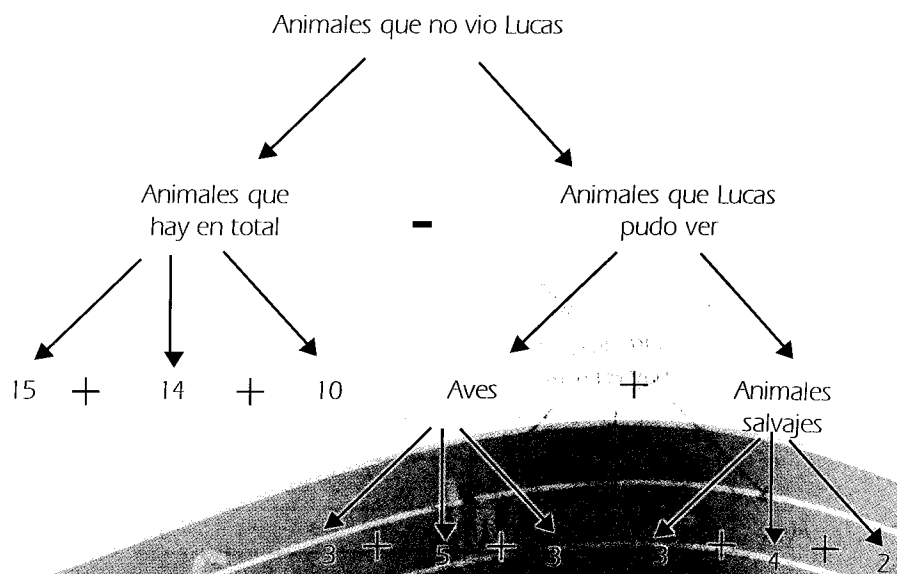 Animales que no vio Lucas
Animales que
hay en total
-
Animales que Lucas
pudo ver
15 + 14 + 10
Aves
+
Animales
salvajes
3 + 5 + 3
3 + 4 + 2